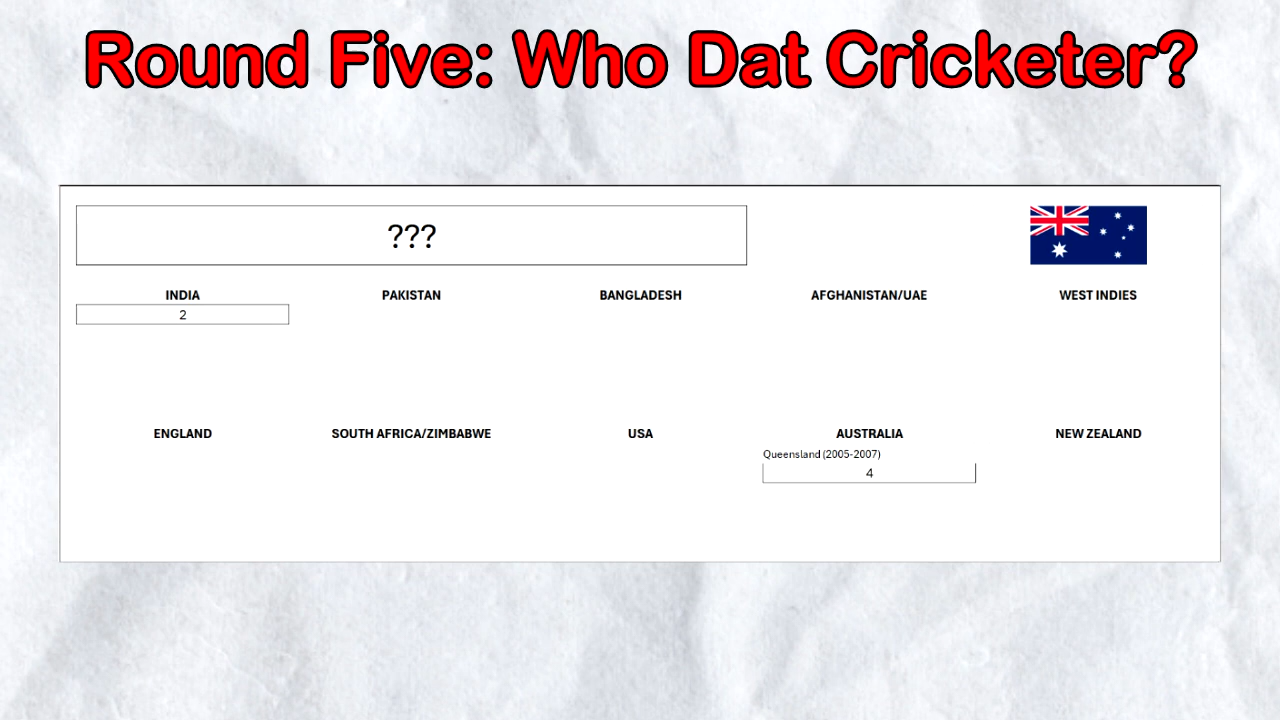 Round Five: Who Dat Cricketer?
???
INDIA
PAKISTAN
BANGLADESH
AFGHANISTAN/UAE
WEST INDIES
2
ENGLAND
SOUTH AFRICA/ZIMBABWE
USA
AUSTRALIA
NEW ZEALAND
Queensland (2005-2007)
4